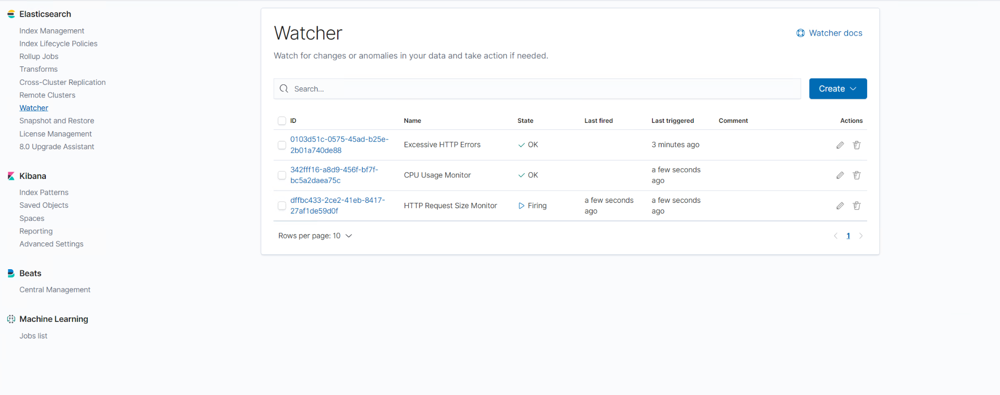 Elasticsearch
Index Management
Index Lifecycle Policies
Rollup Jobs
Transforms
Cross-Cluster Replication
Remote Clusters
Watcher
Snapshot and Restore
License Management
8.0 Upgrade Assistant
Kibana
Index Patterns
Saved Objects
Spaces
Reporting
Advanced Settings
Beats
Central Management
Machine Learning
Jobs list
Watcher
Watcher docs
Watch for changes or anomalies in your data and take action if needed.
Search...
Create
ID Name State Last fired Last triggered Comment Actions
0103d51c-0575-45ad-b25e-
2b01a740de88
Excessive HTTP Errors
OK
3 minutes ago
342fff16-a8d9-456f-bf7f-
bc5a2daea75c
CPU Usage Monitor
OK
a few seconds
ago
dffbc433-2ce2-41eb-8417-
27af1de59d0f
HTTP Request Size Monitor
Firing
a few seconds
ago
a few seconds
ago
Rows per page: 10
1